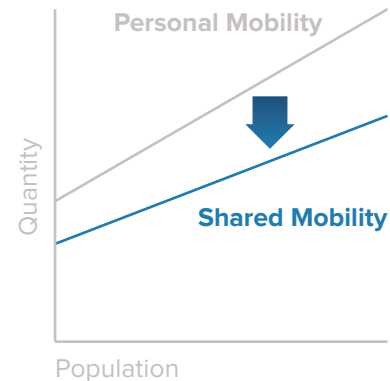 Personal Mobility
Quantity
Shared Mobility
Population